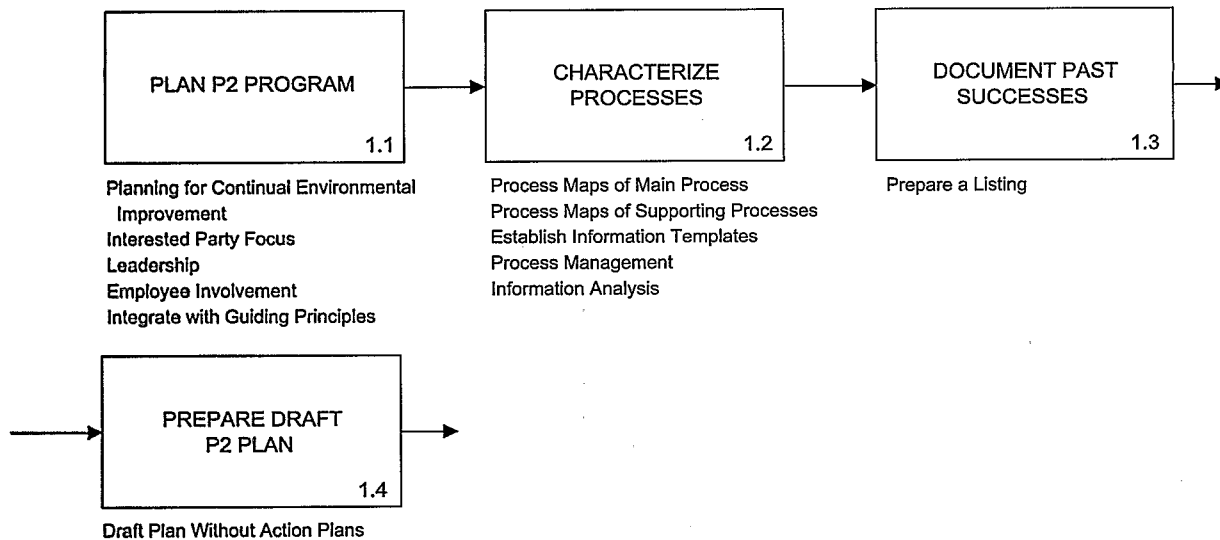 PLAN P2 PROGRAM
1.1
Planning for Continual Environmental
Improvement
Interested Party Focus
Leadership
Employee Involvement
Integrate with Guiding Principles
CHARACTERIZE
PROCESSES
1.2
Process Maps of Main Process
Process Maps of Supporting Processes
Establish Information Templates
Process Management
Information Analysis
DOCUMENT PAST
SUCCESSES
1.3
Prepare a Listing
PREPARE DRAFT
P2 PLAN
1.4
Draft Plan Without Action Plans